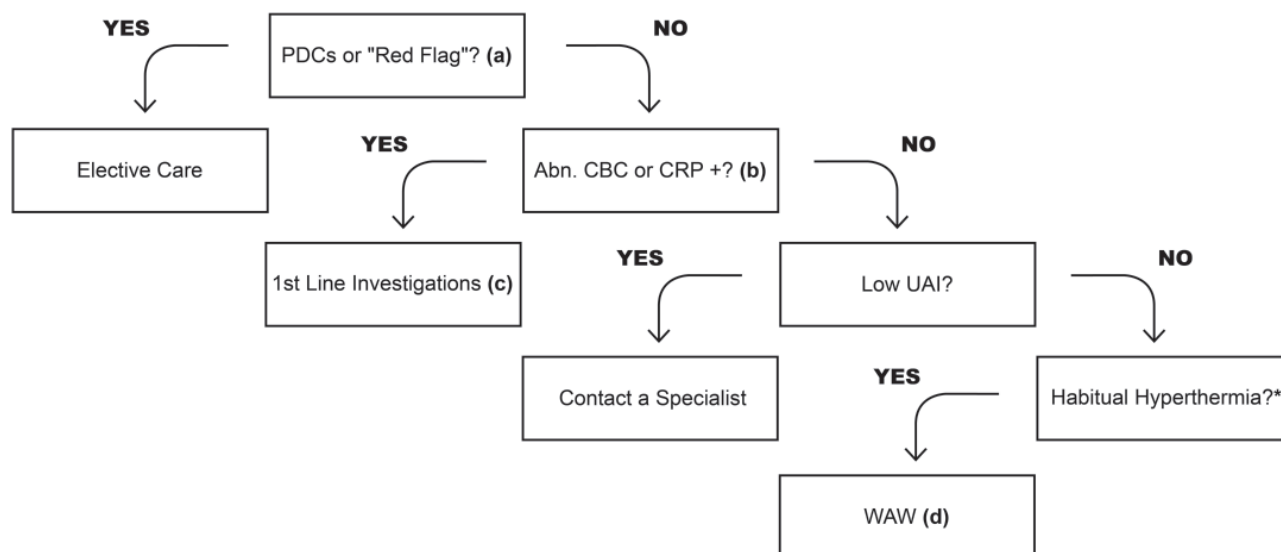 YES
PDCs or "Red Flag"? (a)
NO
Elective Care
YES
Abn. CBC or CRP +? (b)
NO
1st Line Investigations (c)
YES
Low UAI?
NO
Contact a Specialist
YES
Habitual Hyperthermia?*
WAW (d)